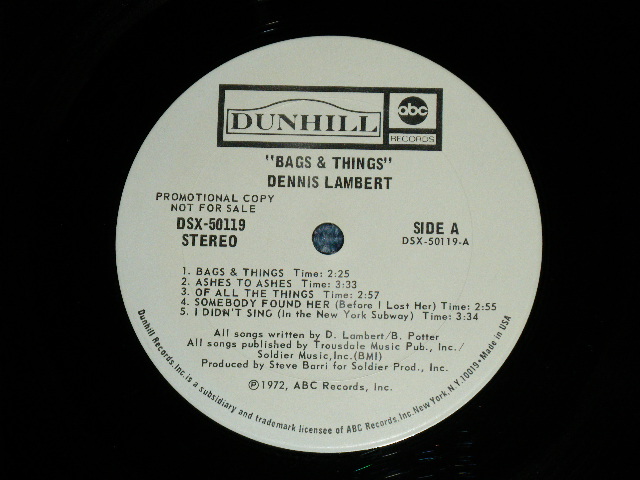 DUNHILL
abc
RECORDS
"BAGS & THINGS"
DENNIS LAMBERT
PROMOTIONAL COPY
NOT FOR SALE
DSX-50119
STEREO
SIDE A
DSX-50119-A
1. BAGS & THINGS Time: 2:25
2. ASHES TO ASHES Time: 3:33
3. OF ALL THE THINGS Time: 2:57
4. SOMEBODY FOUND HER (Before I Lost Her) Time: 2:55
5. I DIDN'T SING (In the New York Subway) Time: 3:34
All songs written by D. Lambert/B. Potter
All songs published by Trousdale Music Pub., Inc./
Soldier Music,Inc.(BMI)
Produced by Steve Barri for Soldier Prod., Inc.
℗1972, ABC Records, Inc.
Dunhill Records,Inc. is a subsidiary and trademark licensee of ABC Records, Inc. New York, N.Y. 10019 • Made in USA